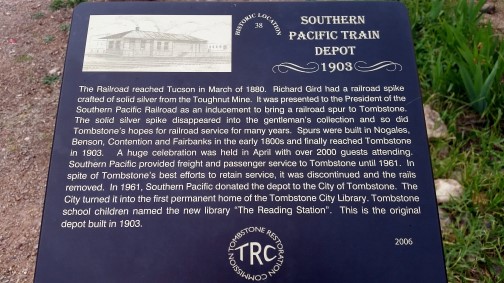 HISTORIC LOCATION
38
SOUTHERN
PACIFIC TRAIN
DEPOT
1903
The Railroad reached Tucson in March of 1880. Richard Gird had a railroad spike
crafted of solid silver from the Toughnut Mine. It was presented to the President of the
Southern Pacific Railroad as an inducement to bring a railroad spur to Tombstone.
The solid silver spike disappeared into the gentleman's collection and so did
Tombstone's hopes for railroad service for many years. Spurs were built in Nogales,
Benson, Contention and Fairbanks in the early 1800s and finally reached Tombstone
in 1903. A huge celebration was held in April with over 2000 guests attending.
Southern Pacific provided freight and passenger service to Tombstone until 1961. In
spite of Tombstone's best efforts to retain service, it was discontinued and the rails
removed. In 1961, Southern Pacific donated the depot to the City of Tombstone. The
City turned it into the first permanent home of the Tombstone City Library. Tombstone
school children named the new library "The Reading Station". This is the original
depot built in 1903.
TOMBSTONE RESTORATION
TRC
COMMISSION
2006